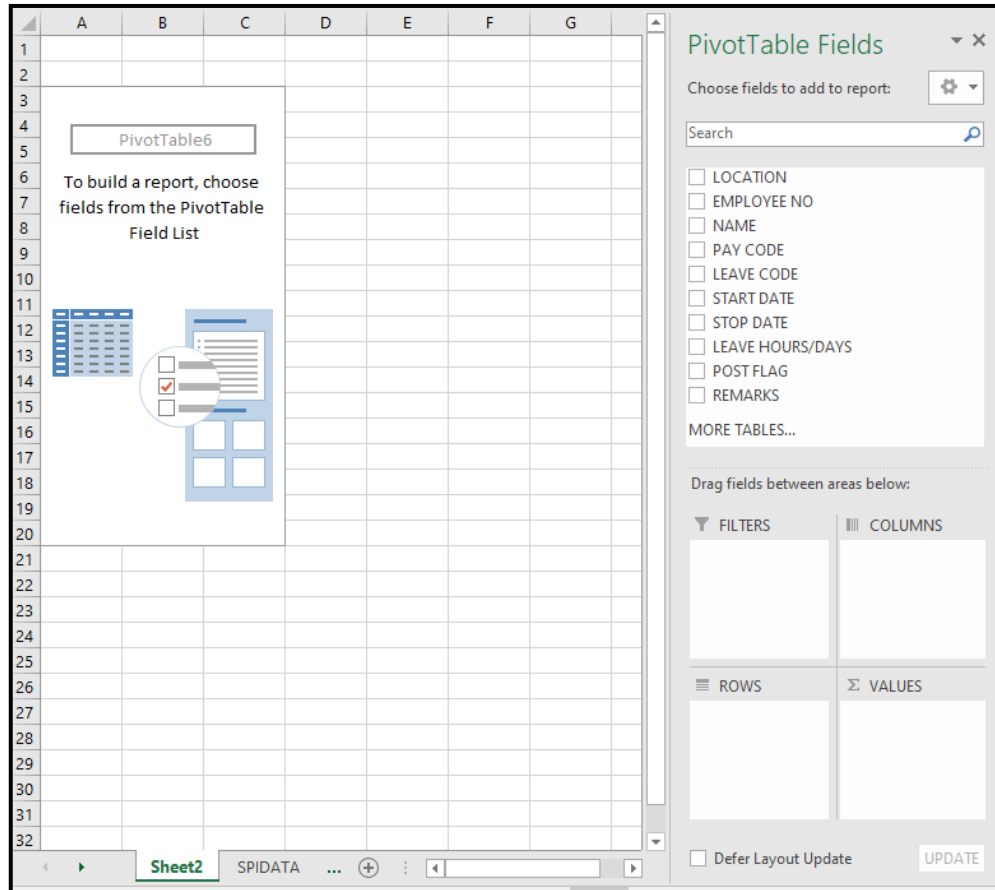 A B C D E F G
1
2
3
4
5
6
7
8
9
10
11
12
13
14
15
16
17
18
19
20
21
22
23
24
25
26
27
28
29
30
31
32
PivotTable6
To build a report, choose
fields from the PivotTable
Field List
Sheet2 SPIDATA ...
PivotTable Fields
Choose fields to add to report:
Search
LOCATION
EMPLOYEE NO
NAME
PAY CODE
LEAVE CODE
START DATE
STOP DATE
LEAVE HOURS/DAYS
POST FLAG
REMARKS
MORE TABLES...
Drag fields between areas below:
FILTERS COLUMNS
ROWS Σ VALUES
Defer Layout Update UPDATE